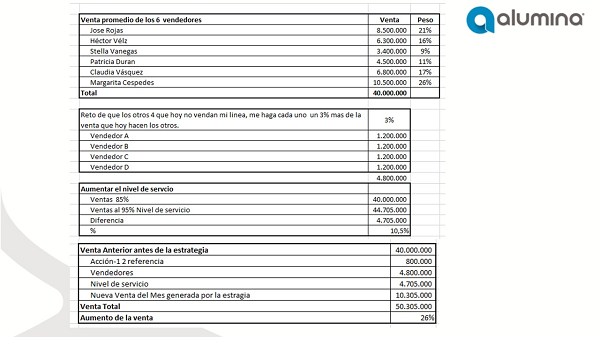 alumina
Venta promedio de los 6 vendedores Venta Peso
Jose Rojas 8.500.000 21%
Héctor Vélz 6.300.000 16%
Stella Vanegas 3.400.000 9%
Patricia Duran 4.500.000 11%
Claudia Vásquez 6.800.000 17%
Margarita Cespedes 10.500.000 26%
Total 40.000.000
Reto de que los otros 4 que hoy no vendan mi linea, me haga cada uno un 3% mas de la
venta que hoy hacen los otros. 3%
Vendedor A 1.200.000
Vendedor B 1.200.000
Vendedor C 1.200.000
Vendedor D 1.200.000
4.800.000
Aumentar el nivel de servcio
Ventas 85% 40.000.000
Ventas al 95% Nivel de servicio 44.705.000
Diferencia 4.705.000
% 10,5%
Venta Anterior antes de la estrategia 40.000.000
Acción-1 2 referencia 800.000
Vendedores 4.800.000
Nivel de servicio 4.705.000
Nueva Venta del Mes generada por la estragia 10.305.000
Venta Total 50.305.000
Aumento de la venta 26%